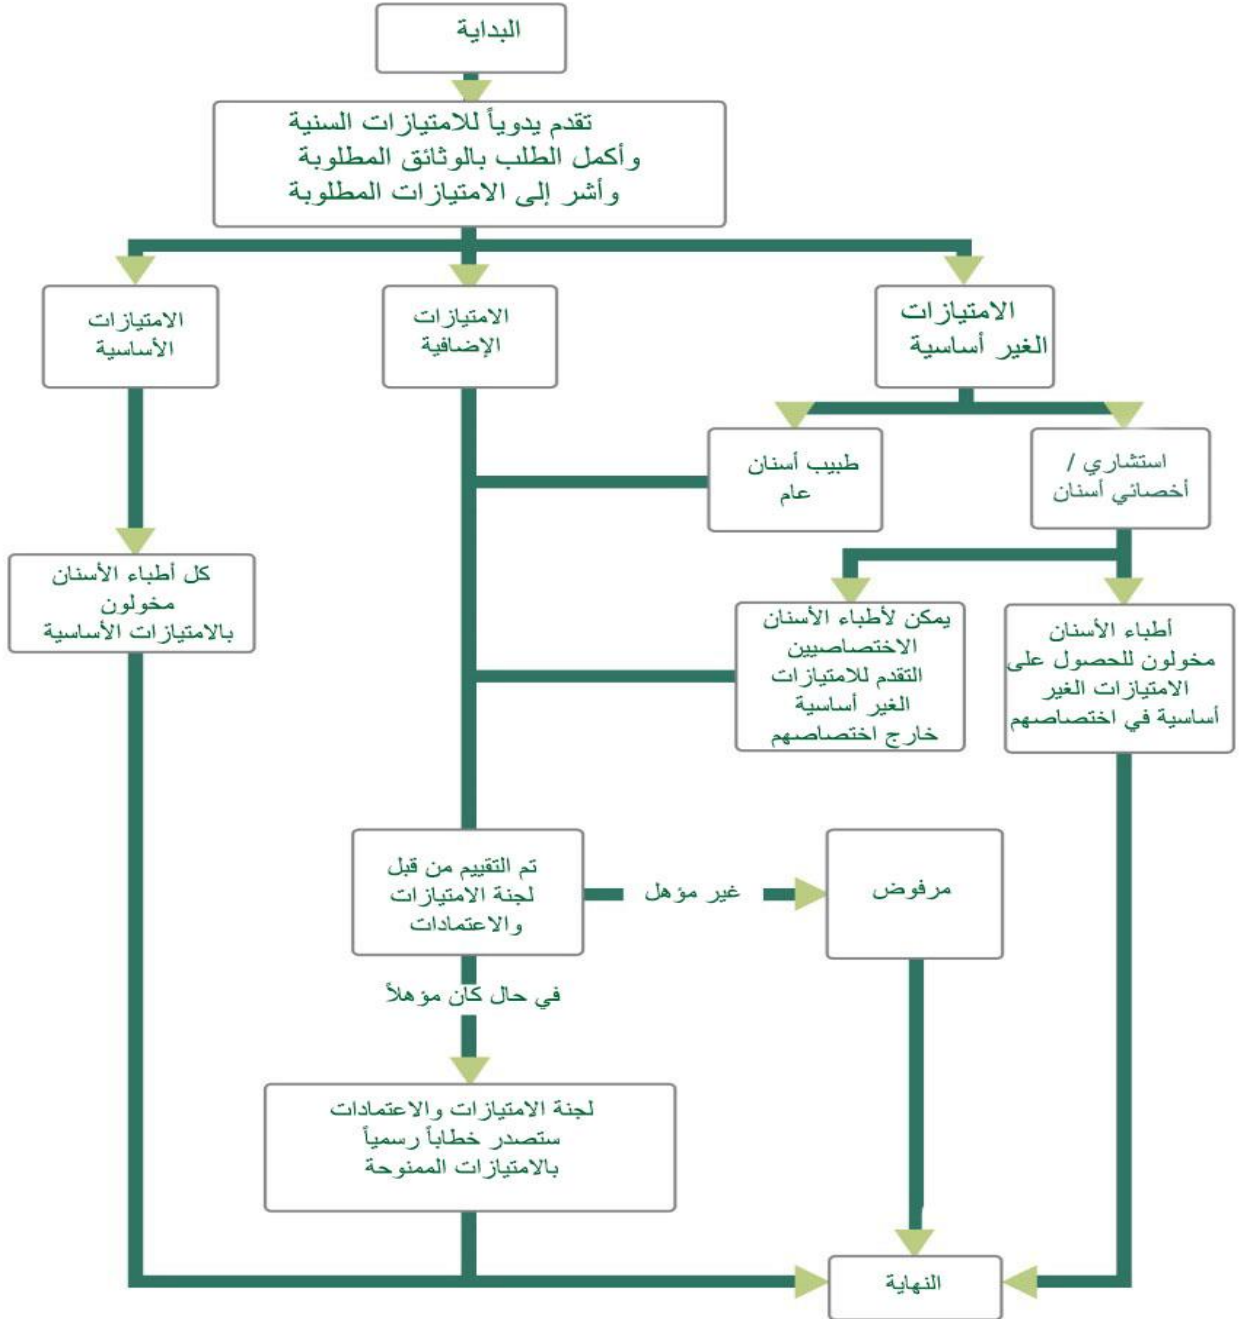 البداية
تقدم يدوياً للامتيازات السنية
وأكمل الطلب بالوثائق المطلوبة
وأشر إلى الامتيازات المطلوبة
الامتيازات
الغير أساسية
الامتيازات
الإضافية
الامتيازات
الأساسية
استشاري /
أخصائي أسنان
طبيب أسنان
عام
كل أطباء الأسنان
مخولون
بالامتيازات الأساسية
أطباء الأسنان
مخولون للحصول على
الامتيازات الغير
أساسية في اختصاصهم
يمكن لأطباء الأسنان
الاختصاصيين
التقدم للامتيازات
الغير أساسية
خارج اختصاصهم
تم التقييم من قبل
لجنة الامتيازات
والاعتمادات
غير مؤهل
مرفوض
في حال كان مؤهلاً
لجنة الامتيازات والاعتمادات
ستصدر خطاباً رسمياً
بالامتيازات الممنوحة
النهاية